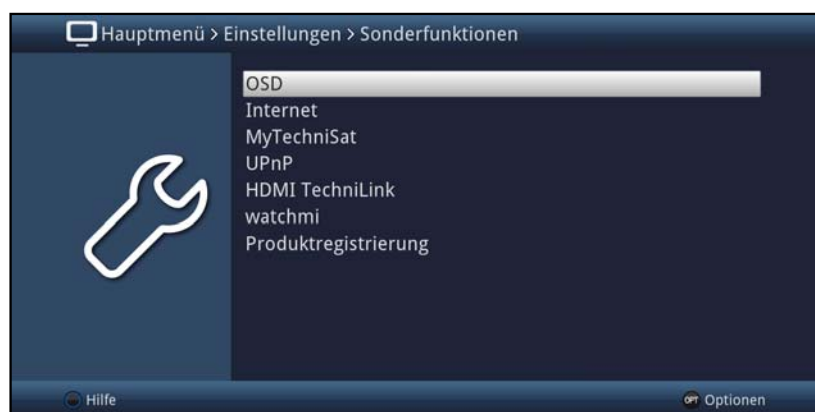 Hauptmenü > Einstellungen > Sonderfunktionen
OSD
Internet
MyTechniSat
UPnP
HDMI TechniLink
watchmi
Produktregistrierung
Hilfe
OPT Optionen